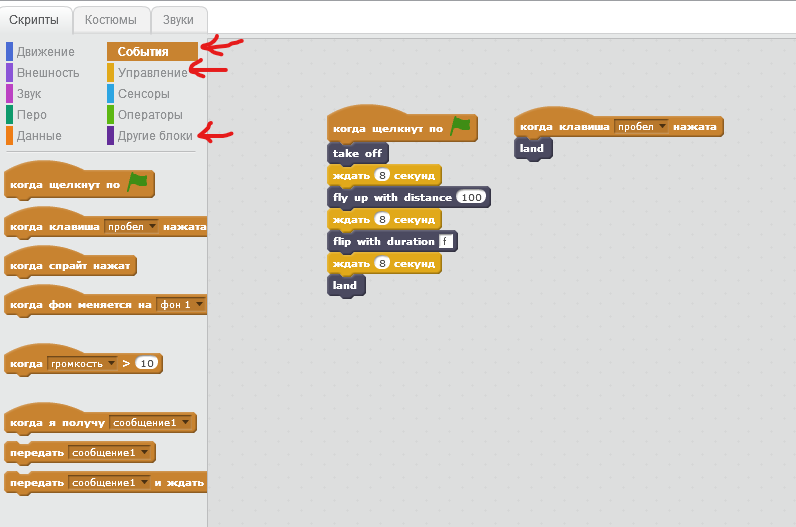 Скрипты Костюмы Звуки
Движение События
Внешность Управление
Звук Сенсоры
Перо Операторы
Данные Другие блоки
когда щелкнут по
когда клавиша пробел нажата
когда спрайт нажат
когда фон меняется на фон 1
когда громкость > 10
когда я получу сообщение1
передать сообщение1
передать сообщение1 и ждать
когда щелкнут по
take off
ждать 8 секунд
fly up with distance 100
ждать 8 секунд
flip with duration f
ждать 8 секунд
land
когда клавиша пробел нажата
land